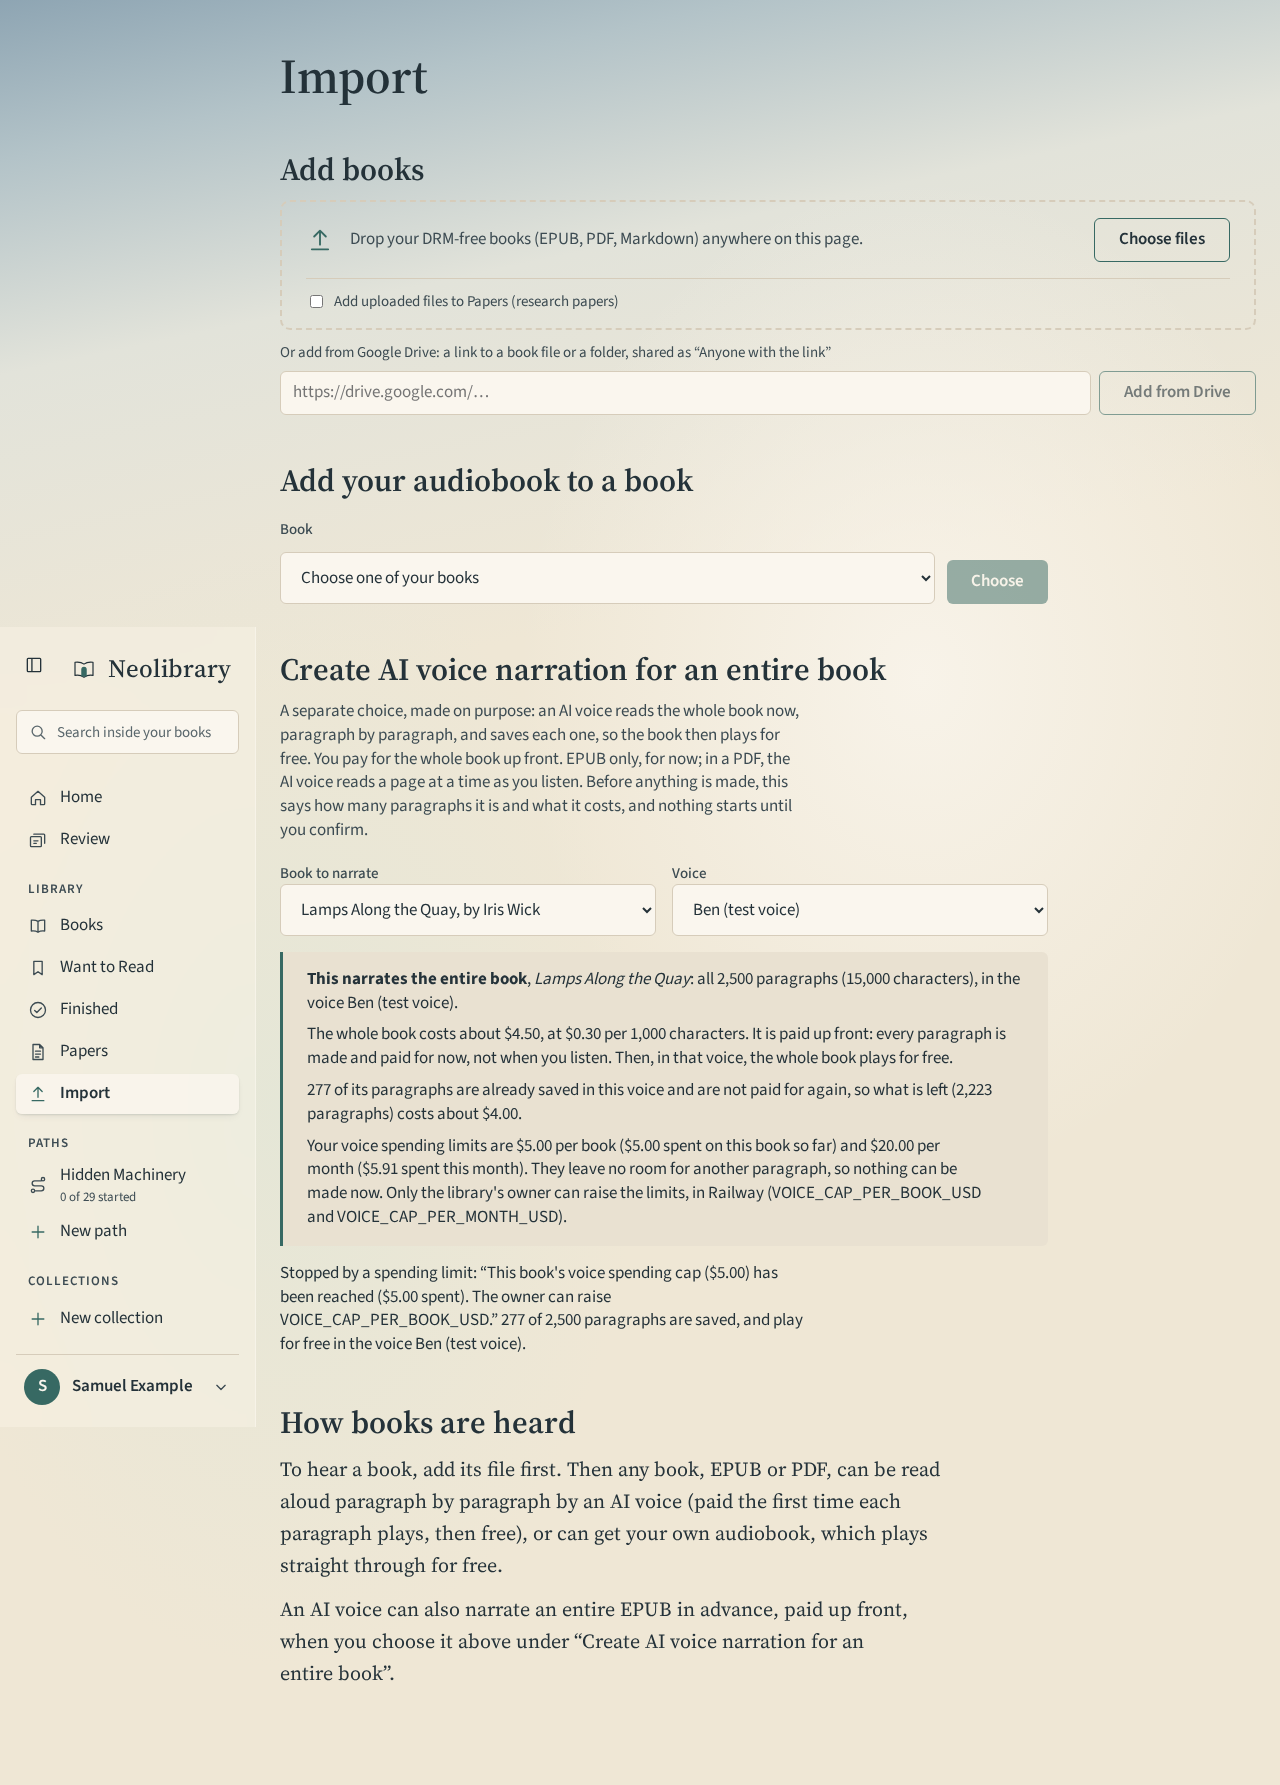 Import
Add books
Drop your DRM-free books (EPUB, PDF, Markdown) anywhere on this page.
Choose files
Add uploaded files to Papers (research papers)
Or add from Google Drive: a link to a book file or a folder, shared as “Anyone with the link”
https://drive.google.com/…
Add from Drive
Add your audiobook to a book
Book
Choose one of your books
Choose
Neolibrary
Search inside your books
Home
Review
LIBRARY
Books
Want to Read
Finished
Papers
Import
PATHS
Hidden Machinery
0 of 29 started
New path
COLLECTIONS
New collection
S
Samuel Example
Create AI voice narration for an entire book
A separate choice, made on purpose: an AI voice reads the whole book now,
paragraph by paragraph, and saves each one, so the book then plays for
free. You pay for the whole book up front. EPUB only, for now; in a PDF, the
AI voice reads a page at a time as you listen. Before anything is made, this
says how many paragraphs it is and what it costs, and nothing starts until
you confirm.
Book to narrate
Voice
Lamps Along the Quay, by Iris Wick
Ben (test voice)
This narrates the entire book, Lamps Along the Quay: all 2,500 paragraphs (15,000 characters), in the
voice Ben (test voice).
The whole book costs about $4.50, at $0.30 per 1,000 characters. It is paid up front: every paragraph is
made and paid for now, not when you listen. Then, in that voice, the whole book plays for free.
277 of its paragraphs are already saved in this voice and are not paid for again, so what is left (2,223
paragraphs) costs about $4.00.
Your voice spending limits are $5.00 per book ($5.00 spent on this book so far) and $20.00 per
month ($5.91 spent this month). They leave no room for another paragraph, so nothing can be
made now. Only the library's owner can raise the limits, in Railway (VOICE_CAP_PER_BOOK_USD
and VOICE_CAP_PER_MONTH_USD).
Stopped by a spending limit: “This book's voice spending cap ($5.00) has
been reached ($5.00 spent). The owner can raise
VOICE_CAP_PER_BOOK_USD.” 277 of 2,500 paragraphs are saved, and play
for free in the voice Ben (test voice).
How books are heard
To hear a book, add its file first. Then any book, EPUB or PDF, can be read
aloud paragraph by paragraph by an AI voice (paid the first time each
paragraph plays, then free), or can get your own audiobook, which plays
straight through for free.
An AI voice can also narrate an entire EPUB in advance, paid up front,
when you choose it above under “Create AI voice narration for an
entire book”.